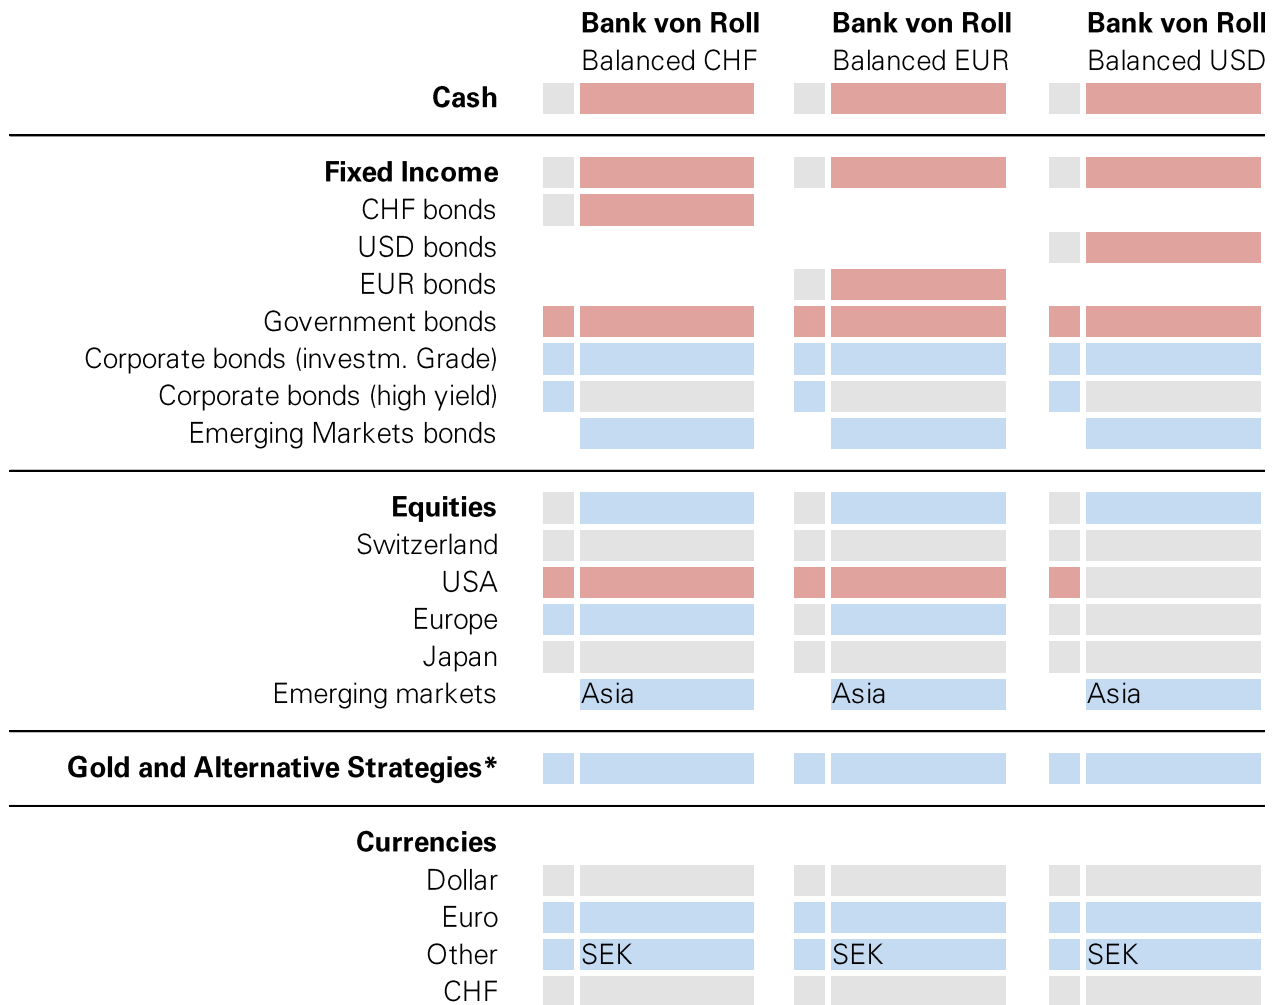 Bank von Roll Bank von Roll Bank von Roll
Balanced CHF Balanced EUR Balanced USD
Cash
Fixed Income
CHF bonds
USD bonds
EUR bonds
Government bonds
Corporate bonds (investm. Grade)
Corporate bonds (high yield)
Emerging Markets bonds
Equities
Switzerland
USA
Europe
Japan
Emerging markets Asia Asia Asia
Gold and Alternative Strategies*
Currencies
Dollar
Euro
Other SEK SEK SEK
CHF